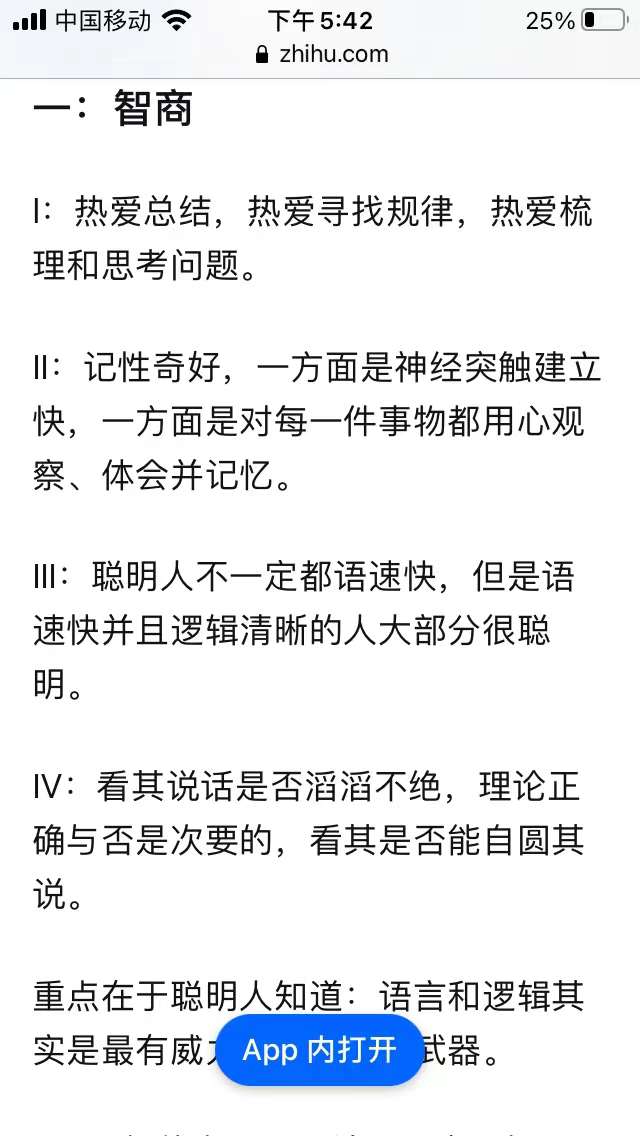 中国移动 下午5:42 25%
zhihu.com
一：智商
I：热爱总结，热爱寻找规律，热爱梳
理和思考问题。
II：记性奇好，一方面是神经突触建立
快，一方面是对每一件事物都用心观
察、体会并记忆。
III：聪明人不一定都语速快，但是语
速快并且逻辑清晰的人大部分很聪
明。
IV：看其说话是否滔滔不绝，理论正
确与否是次要的，看其是否能自圆其
说。
重点在于聪明人知道：语言和逻辑其
实是最有威 App 内打开 武器。